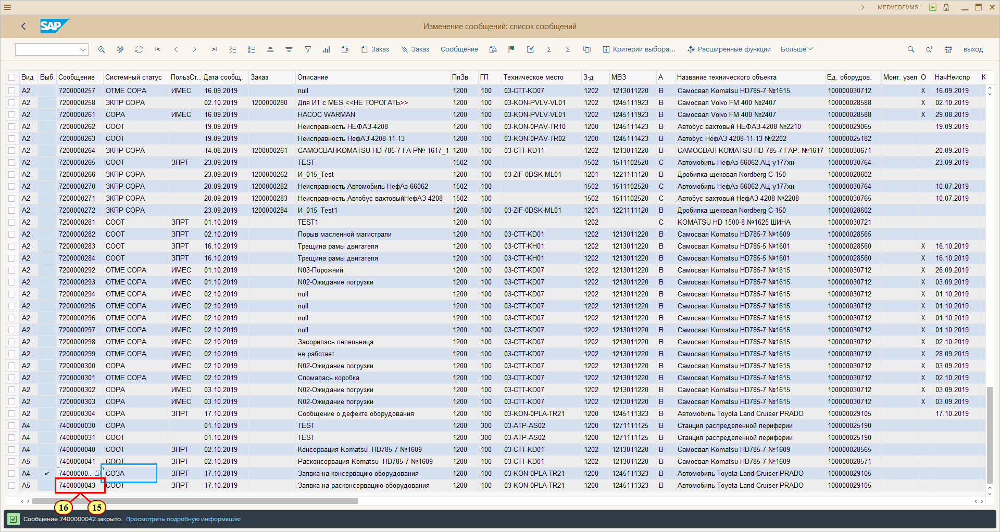 MEDVEDEVMS
SAP
Изменение сообщений: список сообщений
Заказ Заказ Сообщение Критерии выбора... Расширенные функции Больше выход
Вид Выб. Сообщение Системный статус ПользСт... Дата сообщ. Заказ Описание ПлЗв ГП Техническое место З-д МВЗ A Название технического объекта Ед. оборудов. Монт. узел О НачНеиспр К
A2 7200000257 ОТМЕ СОРА ИМЕС 16.09.2019 null 1200 100 03-CTT-KD07 1202 1213011220 B Самосвал Komatsu HD785-7 №1615 100000030712 X 16.09.2019
A2 7200000258 ЗКПР СОРА 02.10.2019 1200000280 Для ИТ с MES <<НЕ ТОРОГАТЬ>> 1200 100 03-KON-PVLV-VL01 1202 1245111923 B Самосвал Volvo FM 400 №2407 100000028588 X 02.10.2019
A2 7200000261 СОРА ИМЕС 16.09.2019 НАСОС WARMAN 1200 100 03-KON-PVLV-VL01 1202 1245111923 B Самосвал Volvo FM 400 №2407 100000028588 X 29.08.2019
A2 7200000262 СООТ 19.09.2019 Неисправность НЕФАЗ-4208 1200 100 03-KON-0PAV-TR10 1200 1245111423 B Автобус вахтовый НЕФАЗ-4208 №2210 100000029065 19.09.2019
A2 7200000263 СООТ 19.09.2019 Неисправность НефАЗ 4208-11-13 1200 100 03-KON-0PAV-TR02 1200 1245111423 B Автобус НефАЗ 4208-11-13 №2202 100000025182
A2 7200000264 ЗКПР СОРА 14.08.2019 1200000261 САМОСВАЛKOMATSU HD 785-7 ГА Р№ 1617_1 1200 100 03-CTT-KD11 1202 1213011220 B САМОСВАЛ KOMATSU HD 785-7 ГАР. №1617 100000030671 20.09.2019
A2 7200000265 СООТ ЗПРТ 23.09.2019 TEST 1502 100 1502 1511102520 C Автомобиль НефАз-66062 АЦ у177хн 100000030764 23.09.2019
A2 7200000266 ЗКПР СОРА 23.09.2019 1200000262 И_015_Test 1200 100 03-ZIF-0DSK-ML01 1201 1221111120 B Дробилка щековая Nordberg C-150 100000028602
A2 7200000270 ЗКПР СОРА 20.09.2019 1200000282 Неисправность Автомобиль НефАз-66062 1502 100 1502 1511102520 C Автомобиль НефАз-66062 АЦ у177хн 100000030764 10.07.2019
A2 7200000271 ЗКПР СОРА 20.09.2019 1200000283 Неисправность Автобус вахтовыйНефАЗ 4208 1502 100 1502 1511102520 C Автобус вахтовый НефАЗ 4208 №2208 100000030765 10.07.2019
A2 7200000272 ЗКПР СОРА 23.09.2019 1200000284 И_015_Test1 1200 100 03-ZIF-0DSK-ML01 1201 1221111120 B Дробилка щековая Nordberg C-150 100000028602
A2 7200000281 СООТ ЗПРТ 01.10.2019 TEST1 1200 100 1202 C KOMATSU HD 1500-8 №1625 ШИНА 100000030721
A2 7200000282 СООТ ЗПРТ 02.10.2019 Порыв масленной магистрали 1200 100 03-CTT-KD01 1202 1213011220 B Самосвал Komatsu HD785-7 №1609 100000028565
A2 7200000283 СООТ ЗПРТ 16.10.2019 Трещина рамы двигателя 1200 100 03-CTT-KH01 1202 1213011220 B Самосвал Komatsu HD785-5 №1601 100000028560 X 16.10.2019
A2 7200000284 СООТ ЗПРТ 16.10.2019 Трещина рамы двигателя 1200 100 03-CTT-KH01 1202 1213011220 B Самосвал Komatsu HD785-5 №1601 100000028560 X 16.10.2019
A2 7200000292 ОТМЕ СОРА ИМЕС 01.10.2019 N03-Порожний 1200 100 03-CTT-KD07 1202 1213011220 B Самосвал Komatsu HD785-7 №1615 100000030712 X 26.09.2019
A2 7200000293 ОТМЕ СОРА ИМЕС 01.10.2019 N02-Ожидание погрузки 1200 100 03-CTT-KD07 1202 1213011220 B Самосвал Komatsu HD785-7 №1615 100000030712 X 03.09.2019
A2 7200000294 ОТМЕ СОРА ИМЕС 02.10.2019 null 1200 100 03-CTT-KD07 1202 1213011220 B Самосвал Komatsu HD785-7 №1615 100000030712 X 01.10.2019
A2 7200000295 ОТМЕ СОРА ИМЕС 02.10.2019 null 1200 100 03-CTT-KD07 1202 1213011220 B Самосвал Komatsu HD785-7 №1615 100000030712 X 01.10.2019
A2 7200000296 ОТМЕ СОРА ИМЕС 02.10.2019 null 1200 100 03-CTT-KD07 1202 1213011220 B Самосвал Komatsu HD785-7 №1615 100000030712 X 01.10.2019
A2 7200000297 ОТМЕ СОРА ИМЕС 02.10.2019 null 1200 100 03-CTT-KD07 1202 1213011220 B Самосвал Komatsu HD785-7 №1615 100000030712 X 01.10.2019
A2 7200000298 ОТМЕ СОРА ИМЕС 02.10.2019 Засорилась пепельница 1200 100 03-CTT-KD07 1202 1213011220 B Самосвал Komatsu HD785-7 №1615 100000030712 X 02.10.2019
A2 7200000299 ОТМЕ СОРА ИМЕС 02.10.2019 не работает 1200 100 03-CTT-KD07 1202 1213011220 B Самосвал Komatsu HD785-7 №1615 100000030712 X 28.09.2019
A2 7200000300 СОРА ИМЕС 02.10.2019 N02-Ожидание погрузки 1200 100 03-CTT-KD07 1202 1213011220 B Самосвал Komatsu HD785-7 №1615 100000030712 X 03.09.2019
A2 7200000301 ОТМЕ СОРА ИМЕС 02.10.2019 Сломалась коробка 1200 100 03-CTT-KD07 1202 1213011220 B Самосвал Komatsu HD785-7 №1615 100000030712 X 02.10.2019
A2 7200000302 СОРА ИМЕС 03.10.2019 N02-Ожидание погрузки 1200 100 03-CTT-KD07 1202 1213011220 B Самосвал Komatsu HD785-7 №1615 100000030712 X 03.09.2019
A2 7200000303 СОРА ИМЕС 03.10.2019 N02-Ожидание погрузки 1200 100 03-CTT-KD07 1202 1213011220 B Самосвал Komatsu HD785-7 №1615 100000030712 X 03.09.2019
A2 7200000304 СОРА ЗПРТ 17.10.2019 Сообщение о дефекте оборудования 1200 100 03-KON-0PLA-TR21 1200 1245111323 B Автомобиль Toyota Land Cruiser PRADO 100000029105 17.10.2019
A4 7400000030 СОРА 01.10.2019 TEST 1200 300 03-ATP-AS02 1200 1271111125 B Станция распределенной периферии 100000025190
A4 7400000031 СООТ 01.10.2019 TEST 1200 300 03-ATP-AS02 1200 1271111125 B Станция распределенной периферии 100000025190
A4 7400000040 СООТ ЗПРТ 02.10.2019 Консервация Komatsu HD785-7 №1609 1200 100 03-CTT-KD01 1202 1213011220 B Самосвал Komatsu HD785-7 №1609 100000028565
A5 7400000041 СООТ ЗПРТ 02.10.2019 Расконсервация Komatsu HD785-7 №1609 1200 100 03-CTT-KD01 1202 1213011220 B Самосвал Komatsu HD785-7 №1609 100000028571
A4 74000000... СОЗА ЗПРТ 17.10.2019 Заявка на консервацию оборудования 1200 100 03-KON-0PLA-TR21 1200 1245111323 B Автомобиль Toyota Land Cruiser PRADO 100000029105
A5 7400000043 СООТ ЗПРТ 17.10.2019 Заявка на расконсервацию оборудования 1200 100 03-KON-0PLA-TR21 1200 1245111323 B Автомобиль Toyota Land Cruiser PRADO 100000029105
16 15
Сообщение 7400000042 закрыто. Просмотреть подробную информацию